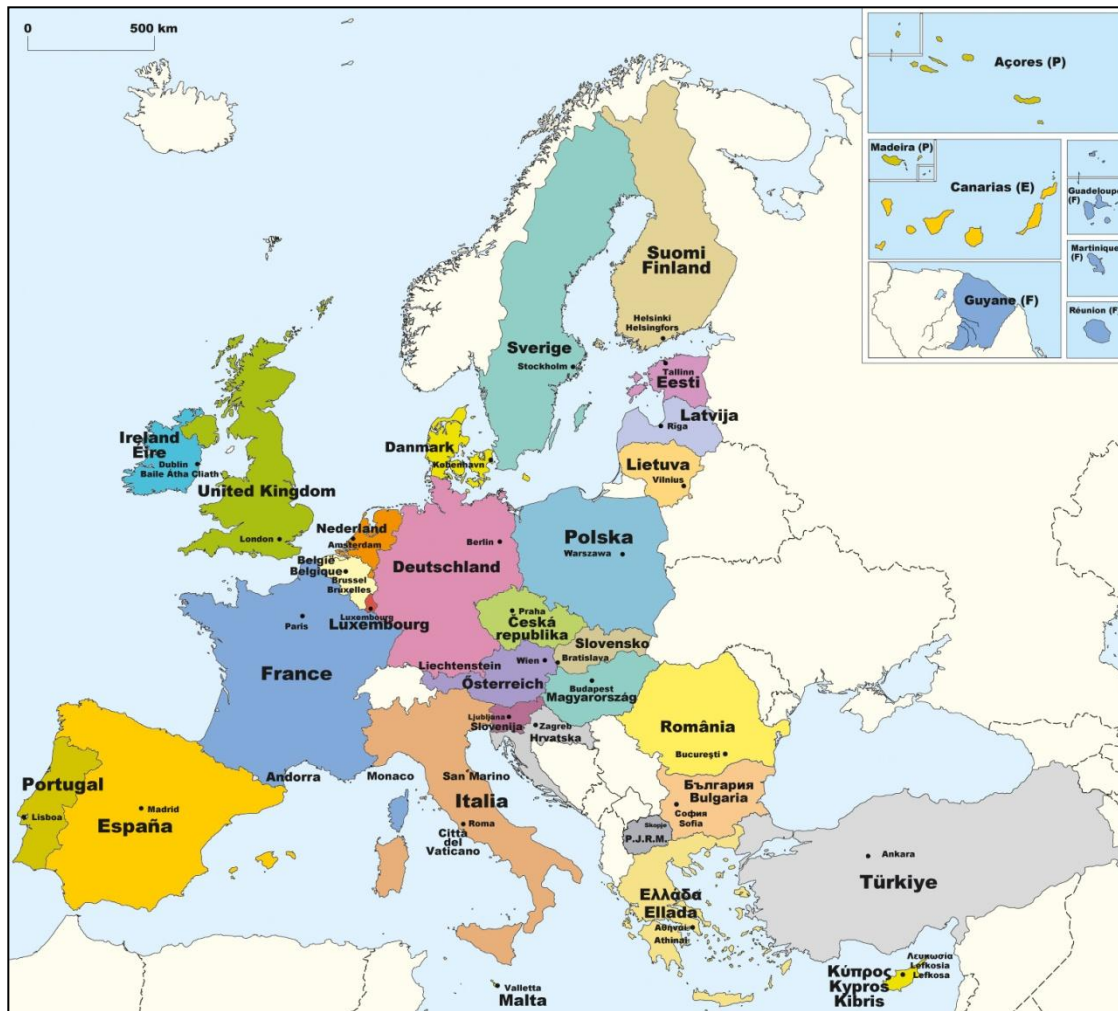 0 500 km
Açores (P)
Madeira (P)
Canarias (E)
Guadeloupe
(F)
Martinique
(F)
Guyane (F)
Réunion (F)
Suomi
Finland
Helsinki
Helsingfors
Sverige
Stockholm
Tallinn
Eesti
Latvija
Rīga
Lietuva
Vilnius
Danmark
København
Ireland
Éire
Dublin
Baile Átha Cliath
United Kingdom
London
Nederland
Amsterdam
België
Belgique
Brussel
Bruxelles
Luxembourg
Luxembourg
Deutschland
Berlin
Polska
Warszawa
Praha
Česká
republika
Slovensko
Bratislava
Liechtenstein
Wien
Österreich
Budapest
Magyarország
Paris
France
Ljubljana
Slovenija
Zagreb
Hrvatska
România
Bucureşti
България
Bulgaria
София
Sofia
Andorra
Monaco
San Marino
Italia
Roma
Città
del
Vaticano
Portugal
Lisboa
Madrid
España
Skopje
P.J.R.M.
Ελλάδα
Ellada
Αθήνοι
Athinai
Ankara
Türkiye
Λευκωσία
Lefkosia
Lefkosa
Κύπρος
Kypros
Kibris
Valletta
Malta